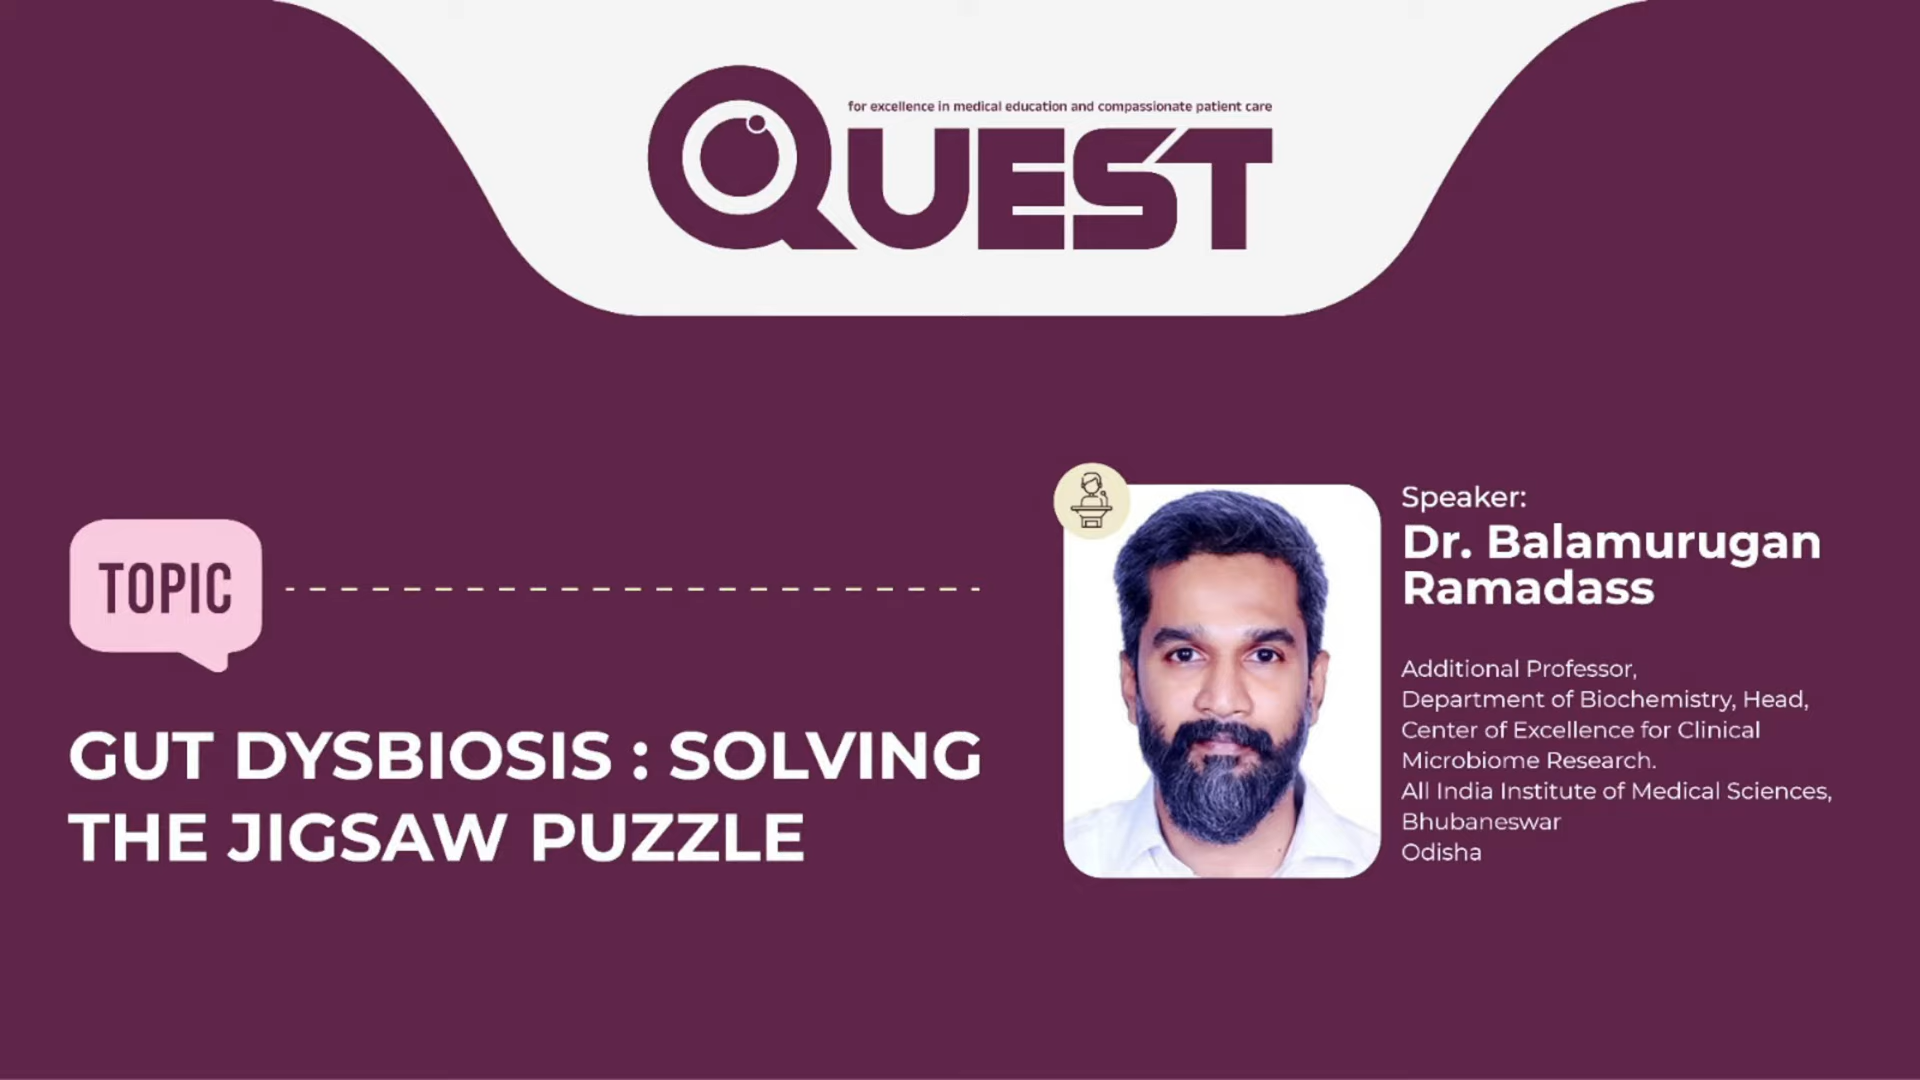 for excellence in medical education and compassionate patient care
QUEST
TOPIC
GUT DYSBIOSIS : SOLVING
THE JIGSAW PUZZLE
Speaker:
Dr. Balamurugan
Ramadass
Additional Professor,
Department of Biochemistry, Head,
Center of Excellence for Clinical
Microbiome Research.
All India Institute of Medical Sciences,
Bhubaneswar
Odisha